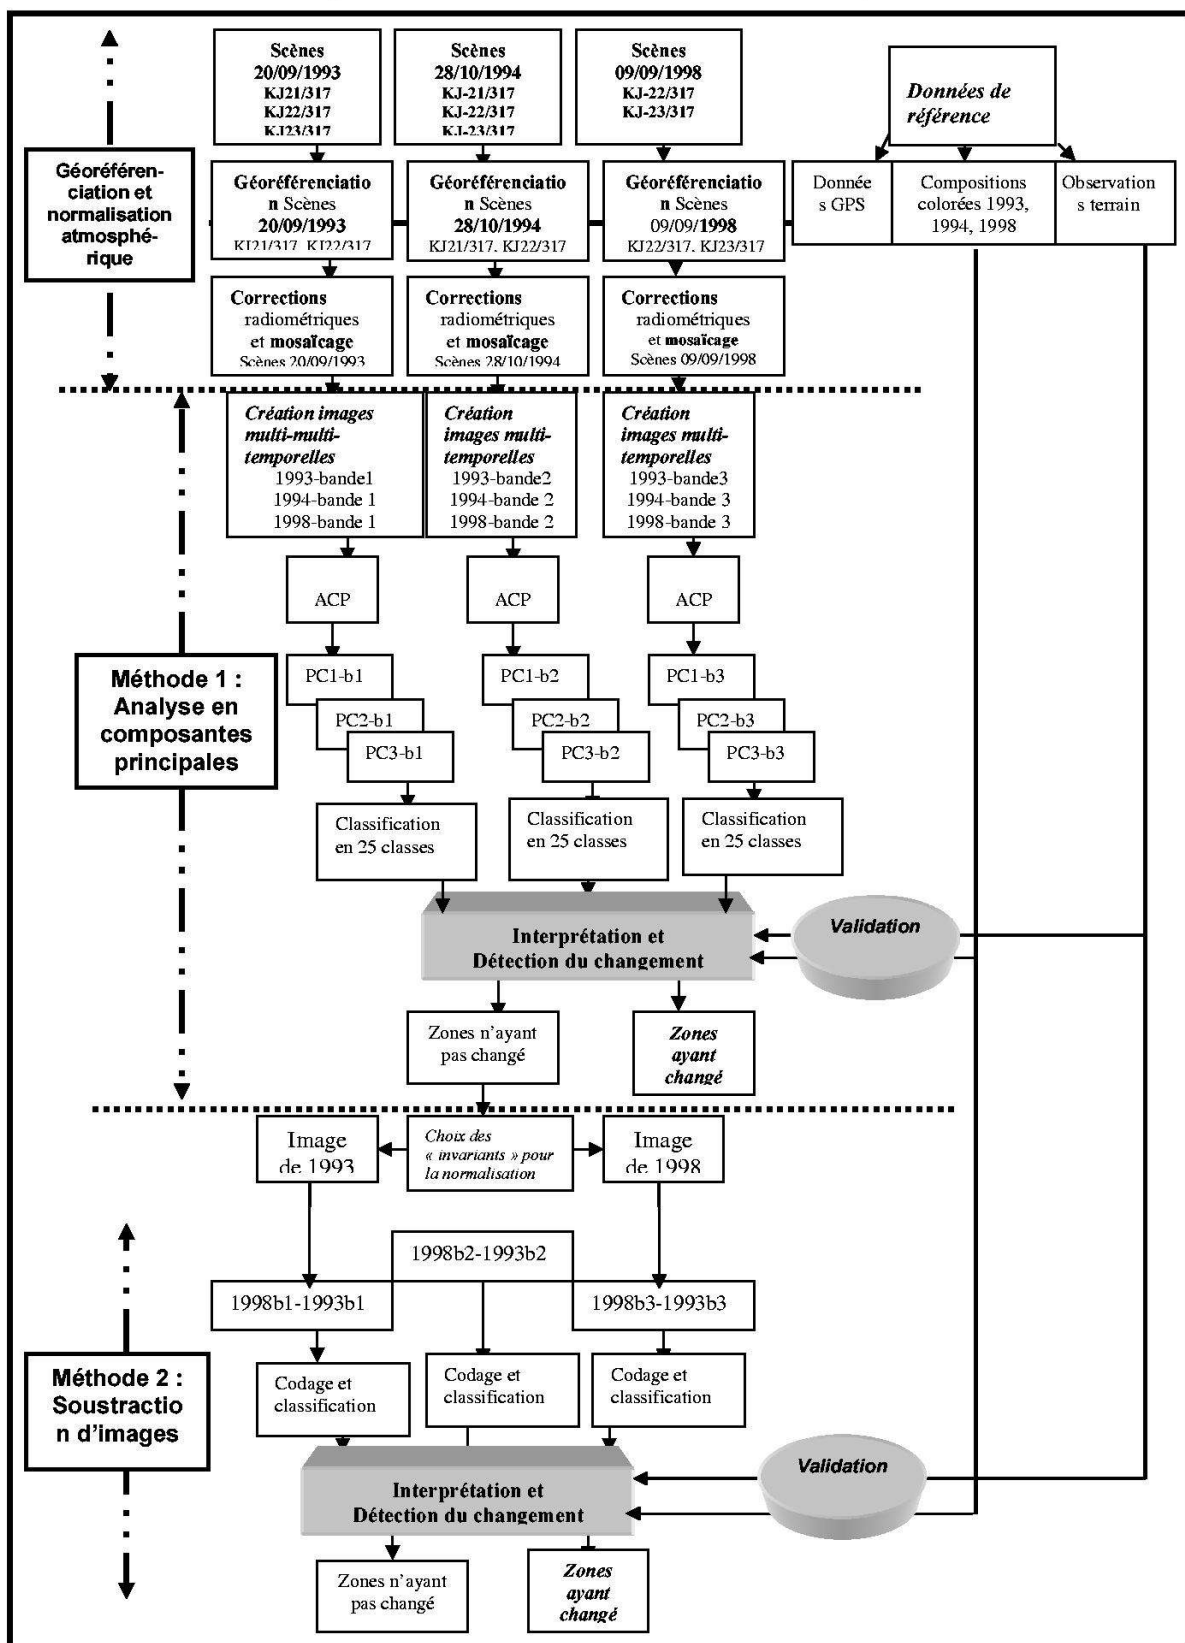 Scènes
20/09/1993
KJ21/317
KJ22/317
KJ23/317
Scènes
28/10/1994
KJ-21/317
KJ-22/317
KJ-23/317
Scènes
09/09/1998
KJ-22/317
KJ-23/317
Données de
référence
Géoréféren-
ciation et
normalisation
atmosphé-
rique
Géoréférenciatio
n Scènes
20/09/1993
KJ21/317, KJ22/317
Géoréférenciatio
n Scènes
28/10/1994
KJ21/317, KJ22/317
Géoréférenciatio
n Scènes
09/09/1998
KJ22/317, KJ23/317
Donnée
s GPS
Compositions
colorées 1993,
1994, 1998
Observation
s terrain
Corrections
radiométriques
et mosaïcage
Scènes 20/09/1993
Corrections
radiométriques
et mosaïcage
Scènes 28/10/1994
Corrections
radiométriques
et mosaïcage
Scènes 09/09/1998
Création images
multi-multi-
temporelles
1993-bande1
1994-bande 1
1998-bande 1
Création
images multi-
temporelles
1993-bande2
1994-bande 2
1998-bande 2
Création
images multi-
temporelles
1993-bande3
1994-bande 3
1998-bande 3
ACP
ACP
ACP
Méthode 1 :
Analyse en
composantes
principales
PC1-b1
PC2-b1
PC3-b1
PC1-b2
PC2-b2
PC3-b2
PC1-b3
PC2-b3
PC3-b3
Classification
en 25 classes
Classification
en 25 classes
Classification
en 25 classes
Interprétation et
Détection du changement
Validation
Zones n’ayant
pas changé
Zones
ayant
changé
Image
de 1993
Choix des
« invariants » pour
la normalisation
Image
de 1998
1998b2-1993b2
1998b1-1993b1
1998b3-1993b3
Méthode 2 :
Soustractio
n d’images
Codage et
classification
Codage et
classification
Codage et
classification
Interprétation et
Détection du changement
Validation
Zones n’ayant
pas changé
Zones
ayant
changé